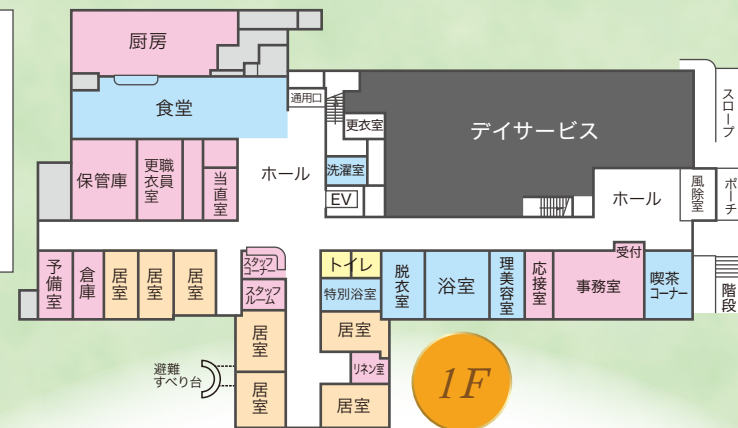 厨房
食堂
通用口
更衣室
デイサービス
スロープ
保管庫
職員
更衣室
当直室
ホール
洗濯室
EV
ホール
風除室
ポーチ
予備室
倉庫
居室
居室
居室
スタッフ
コーナー
スタッフ
ルーム
トイレ
特別浴室
脱衣室
浴室
理美容室
応接室
事務室
受付
喫茶
コーナー
階段
居室
居室
リネン室
避難
すべり台
居室
居室
1F